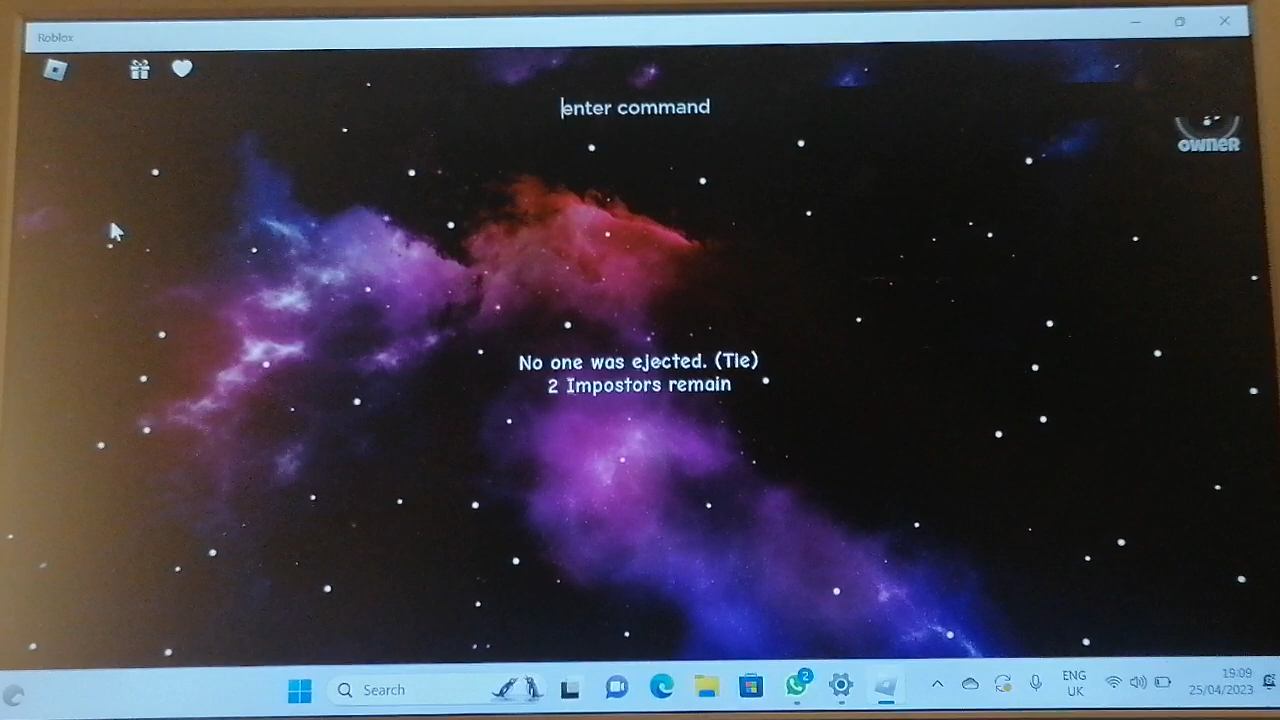 Roblox
enter command
OWNER
No one was ejected. (Tie)
2 Impostors remain
Search
2
ENG
UK
19:09
25/04/2023